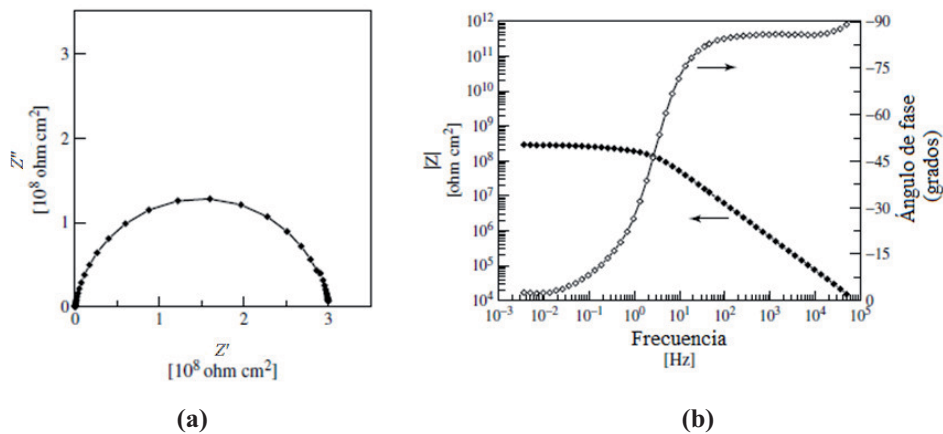 3
2
1
0
Z''
[10⁸ ohm cm²]
0
1
2
3
Z'
[10⁸ ohm cm²]
(a)
10¹²
10¹¹
10¹⁰
10⁹
10⁸
10⁷
10⁶
10⁵
10⁴
|Z|
[ohm cm²]
10⁻³
10⁻²
10⁻¹
10⁰
10¹
10²
10³
10⁴
10⁵
Frecuencia
[Hz]
-90
-75
-60
-45
-30
-15
0
Ángulo de fase
(grados)
(b)